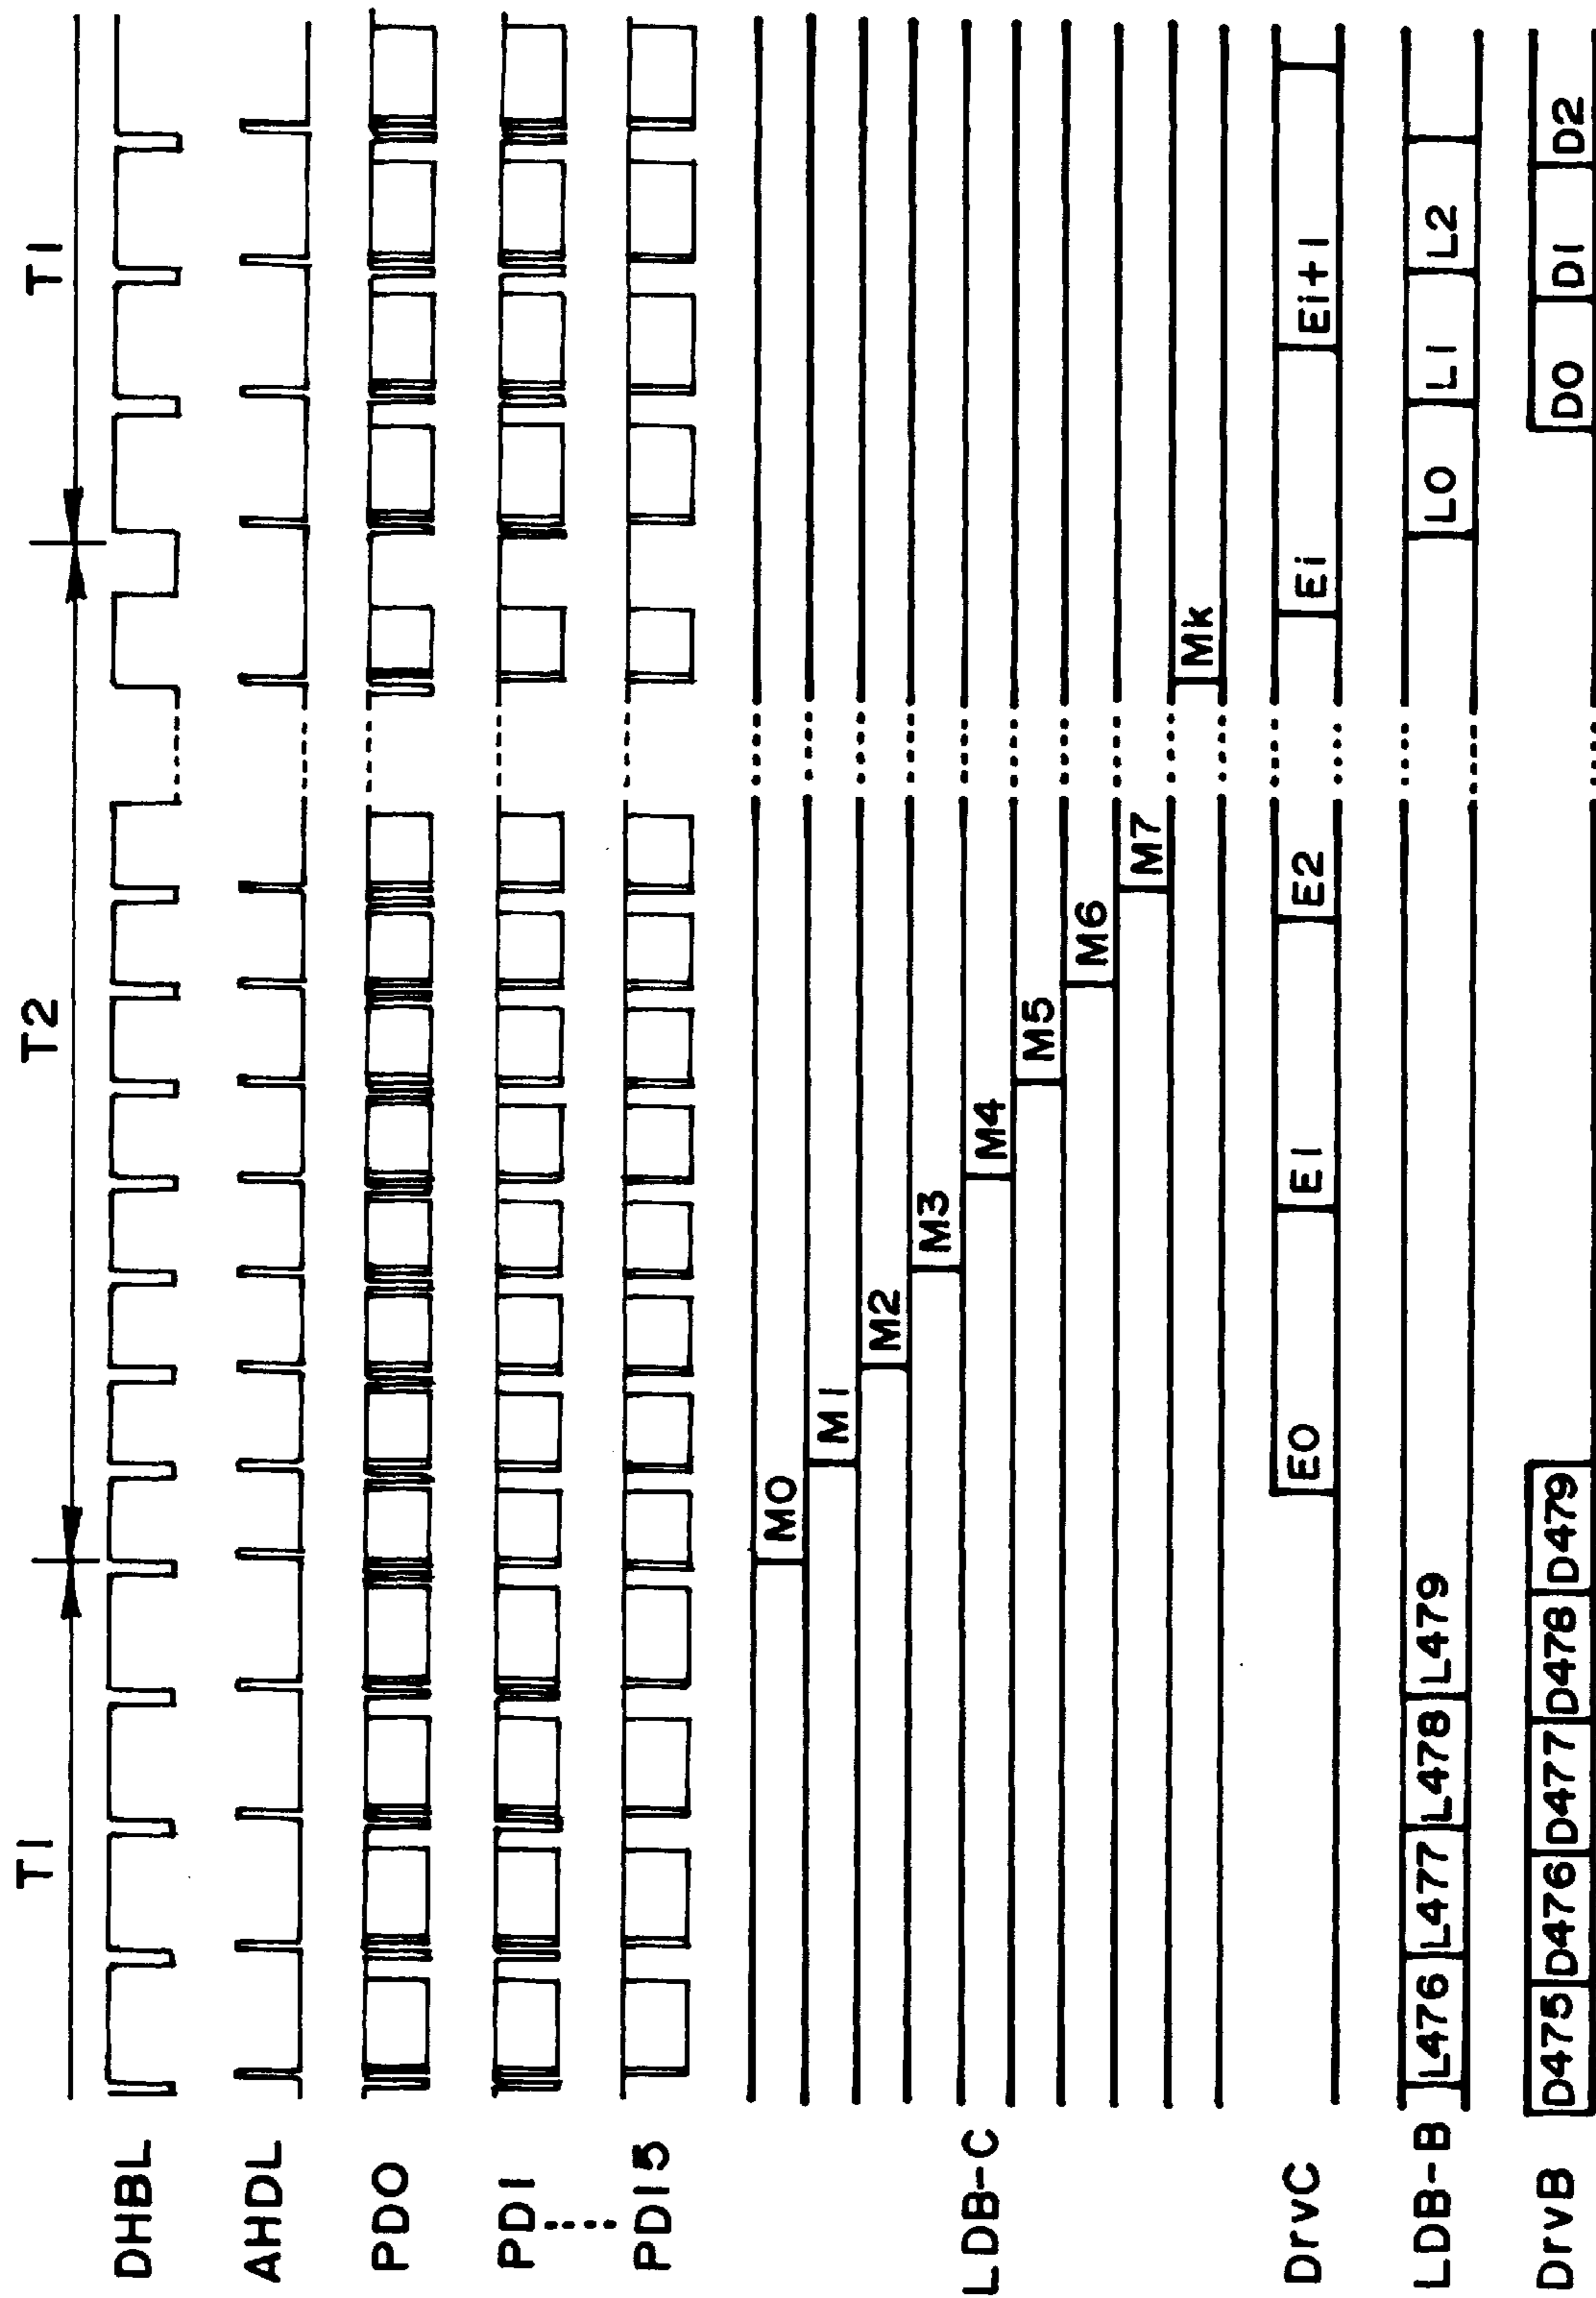 T1 T2 T1
DHBL
AHDL
PD0
PD1
PD15
LDB-C
M0
M1
M2
M3
M4
M5
M6
M7
Mk
DrvC E0 E1 E2 Ei Ei+1
LDB-B L476 L477 L478 L479 L0 L1 L2
DrvB D475 D476 D477 D478 D479 D0 D1 D2